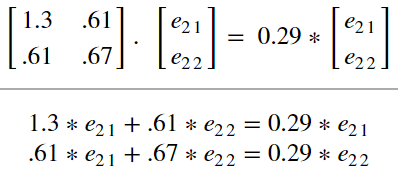 [1.3 .61] . [e21] = 0.29 * [e21]
[.61 .67] [e22] [e22]
1.3 * e21 + .61 * e22 = 0.29 * e21
.61 * e21 + .67 * e22 = 0.29 * e22